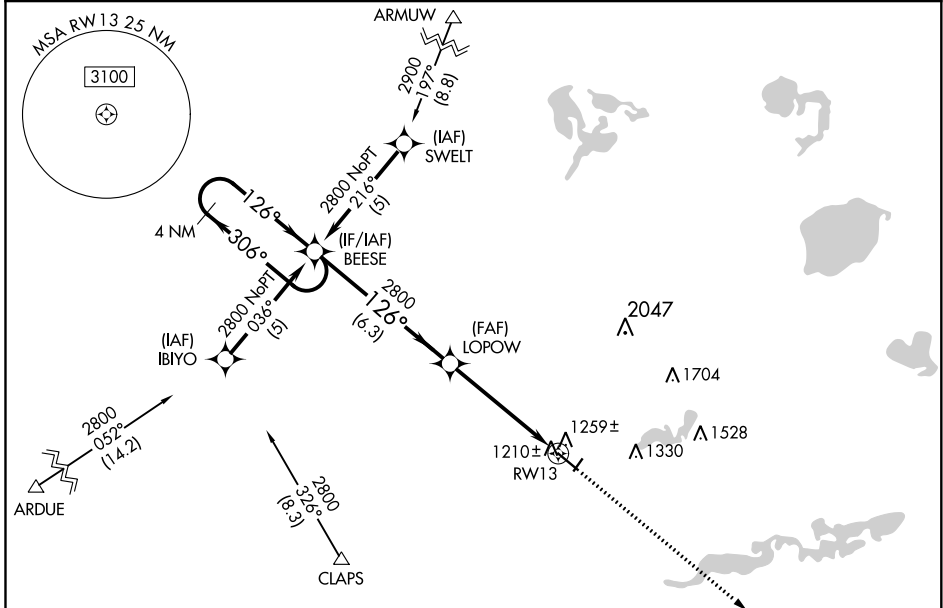 MSA RW13 25 NM
3100
ARMUW
2900
197°
(8.8)
(IAF)
SWELT
2800 NoPT
216°
(5)
126°
4 NM
306°
(IF/IAF)
BEESE
2800 NoPT
036°
(5)
(IAF)
IBIYO
2800
126°
(6.3)
(FAF)
LOPOW
2047
1704
1259±
1528
1210±
1330
RW13
2800
052°
(14.2)
ARDUE
2800
326°
(8.3)
CLAPS